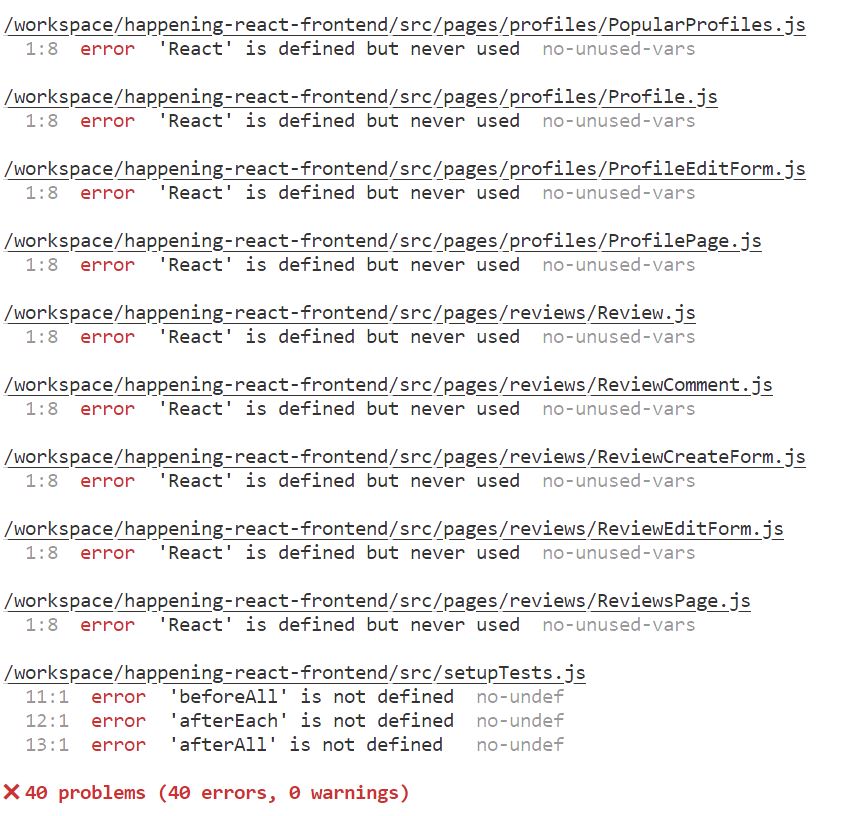 /workspace/happening-react-frontend/src/pages/profiles/PopularProfiles.js
1:8 error 'React' is defined but never used no-unused-vars
/workspace/happening-react-frontend/src/pages/profiles/Profile.js
1:8 error 'React' is defined but never used no-unused-vars
/workspace/happening-react-frontend/src/pages/profiles/ProfileEditForm.js
1:8 error 'React' is defined but never used no-unused-vars
/workspace/happening-react-frontend/src/pages/profiles/ProfilePage.js
1:8 error 'React' is defined but never used no-unused-vars
/workspace/happening-react-frontend/src/pages/reviews/Review.js
1:8 error 'React' is defined but never used no-unused-vars
/workspace/happening-react-frontend/src/pages/reviews/ReviewComment.js
1:8 error 'React' is defined but never used no-unused-vars
/workspace/happening-react-frontend/src/pages/reviews/ReviewCreateForm.js
1:8 error 'React' is defined but never used no-unused-vars
/workspace/happening-react-frontend/src/pages/reviews/ReviewEditForm.js
1:8 error 'React' is defined but never used no-unused-vars
/workspace/happening-react-frontend/src/pages/reviews/ReviewsPage.js
1:8 error 'React' is defined but never used no-unused-vars
/workspace/happening-react-frontend/src/setupTests.js
11:1 error 'beforeAll' is not defined no-undef
12:1 error 'afterEach' is not defined no-undef
13:1 error 'afterAll' is not defined no-undef
❌ 40 problems (40 errors, 0 warnings)